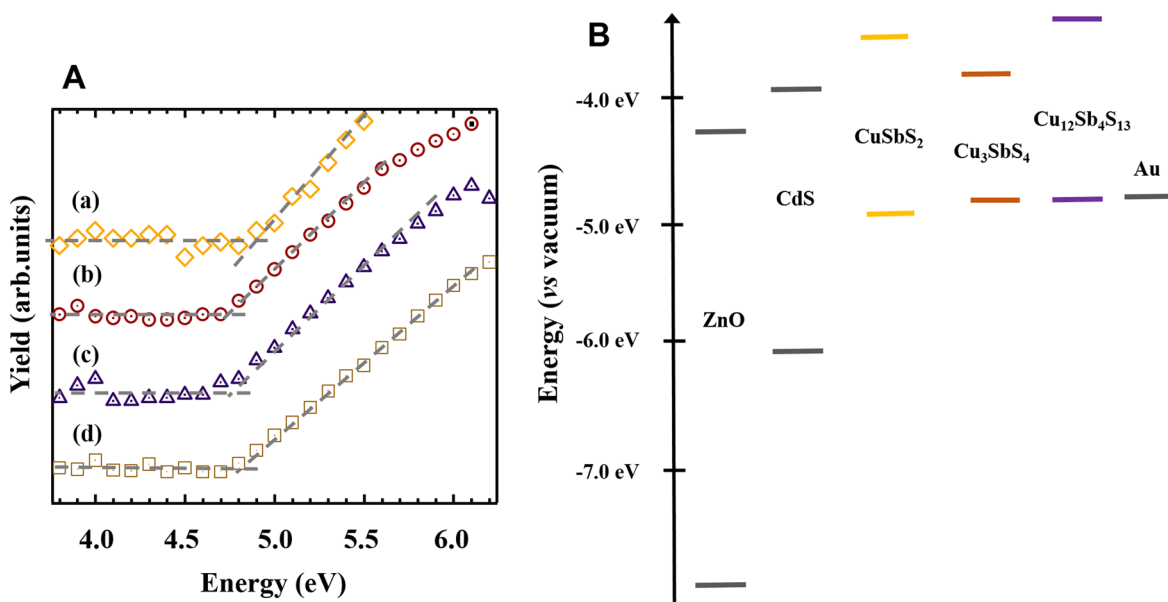 A
(a)
(b)
(c)
(d)
Yield (arb.units)
4.0 4.5 5.0 5.5 6.0
Energy (eV)
B
Energy (vs vacuum)
-4.0 eV
-5.0 eV
-6.0 eV
-7.0 eV
ZnO
CdS
CuSbS₂
Cu₃SbS₄
Cu₁₂Sb₄S₁₃
Au